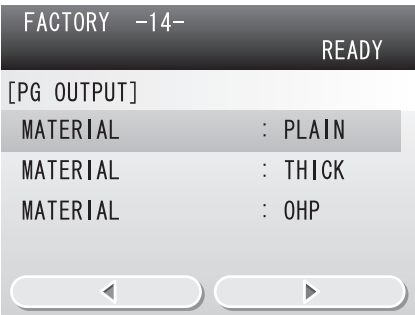 FACTORY -14-
READY
[PG OUTPUT]
MATERIAL : PLAIN
MATERIAL : THICK
MATERIAL : OHP